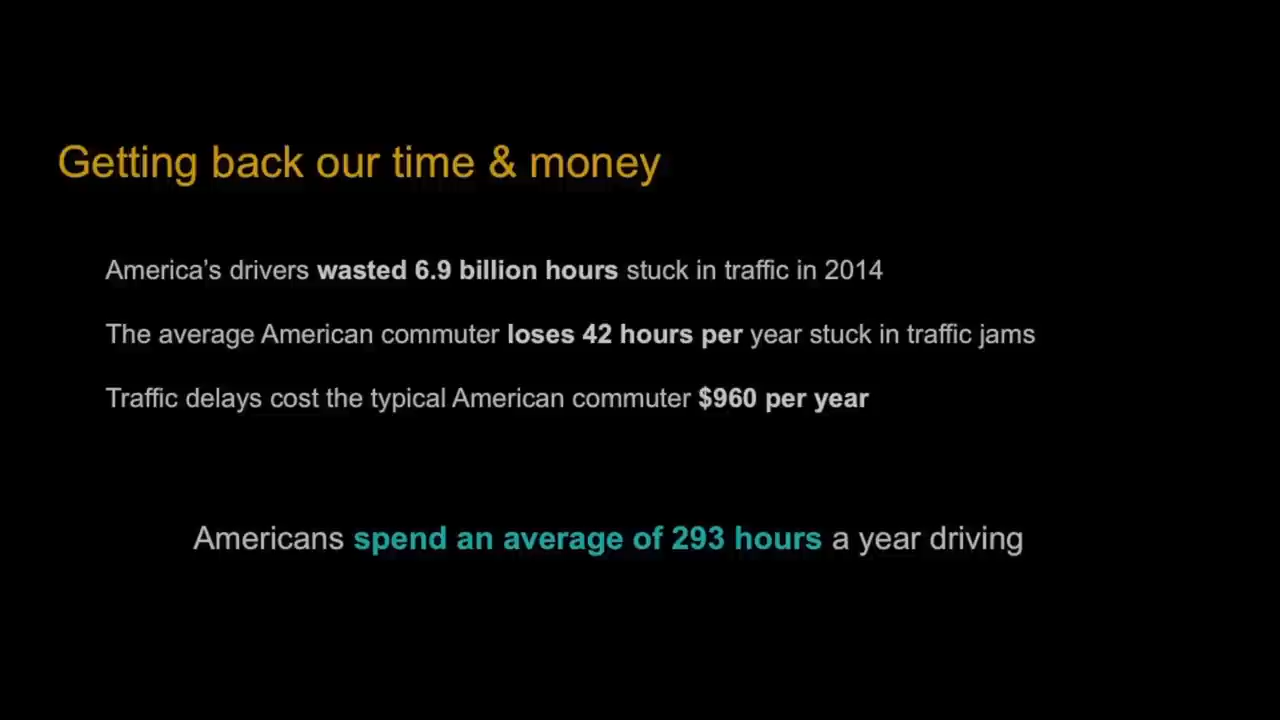 Getting back our time & money
America’s drivers wasted 6.9 billion hours stuck in traffic in 2014
The average American commuter loses 42 hours per year stuck in traffic jams
Traffic delays cost the typical American commuter $960 per year
Americans spend an average of 293 hours a year driving